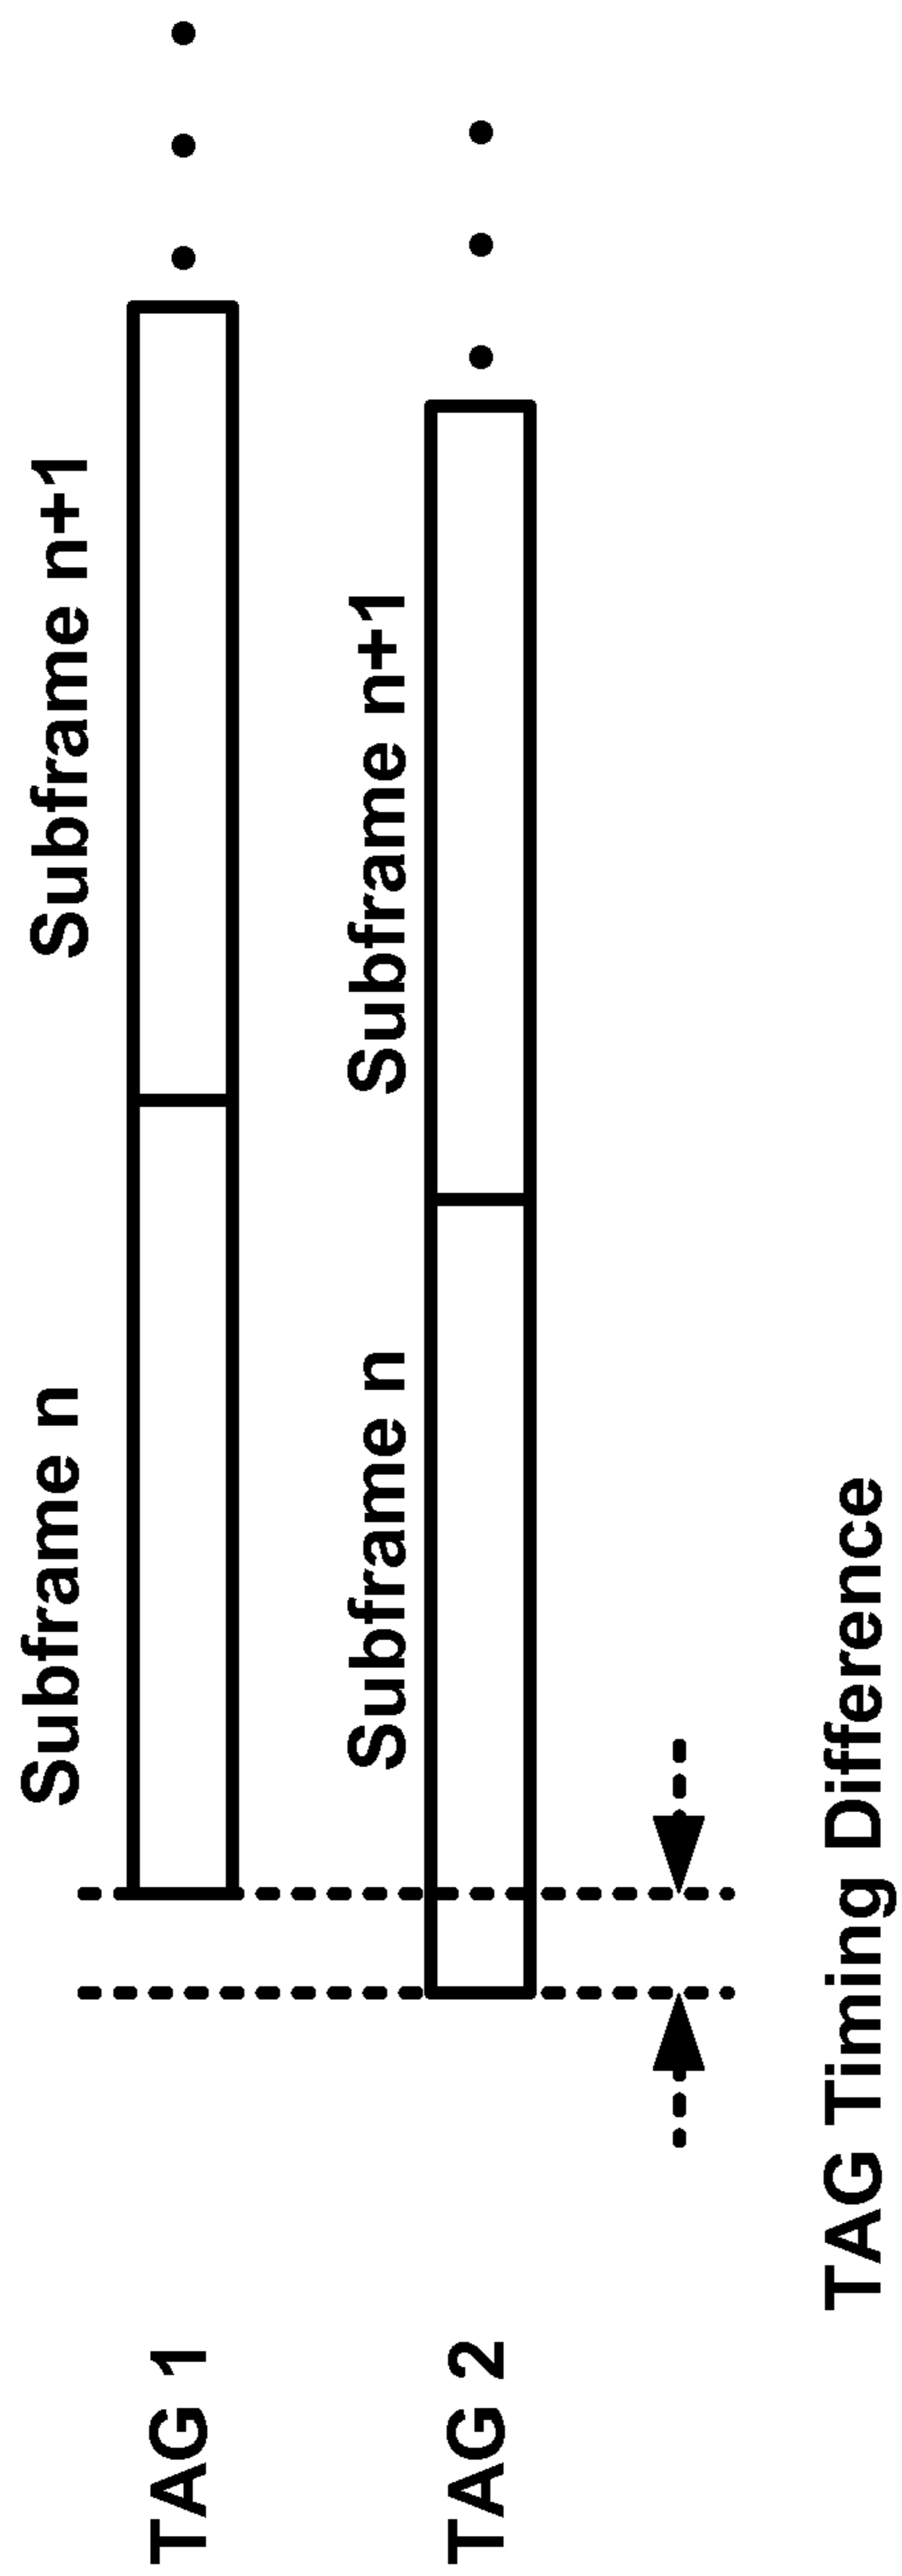 Subframe n
Subframe n+1
TAG 1
Subframe n
Subframe n+1
TAG 2
TAG Timing Difference